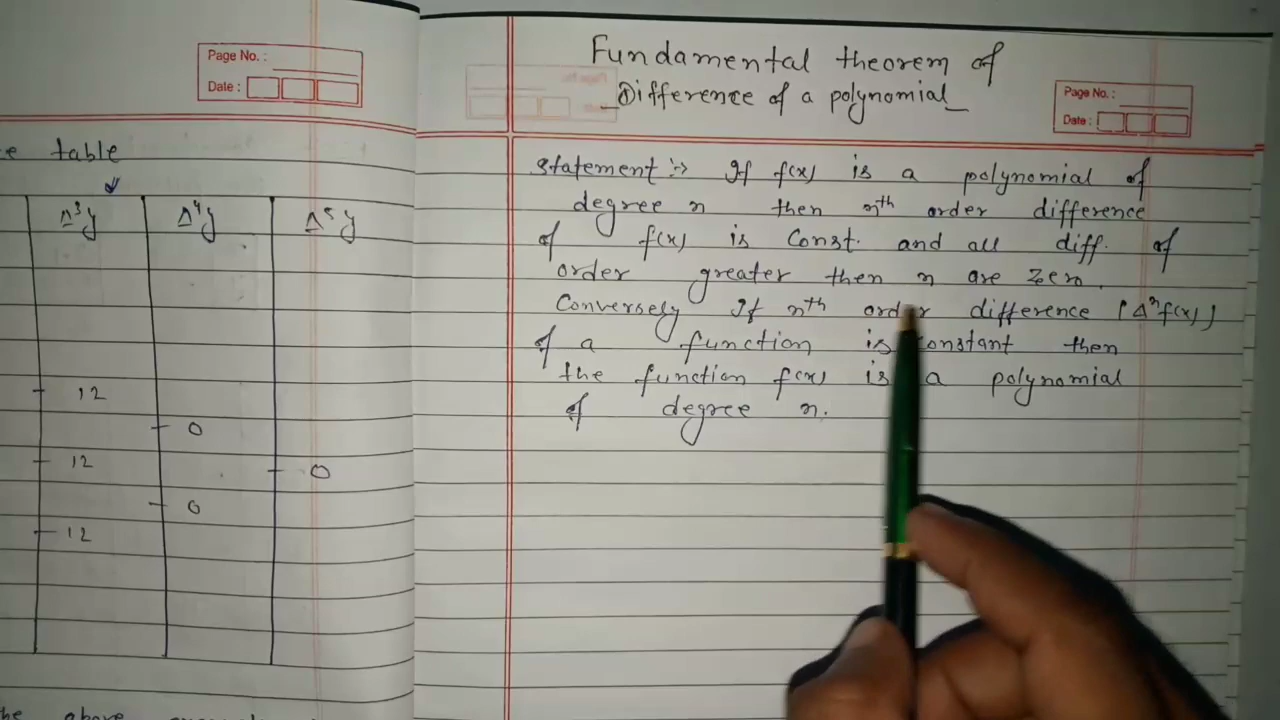 Page No. :
Date :
table
Δ³y Δ⁴y Δ⁵y
12
0
12 0
0
12
the above
Fundamental theorem of
Difference of a polynomial
Page No. :
Date :
statement :- If f(x) is a polynomial of
degree n then nth order difference
of f(x) is Const. and all diff. of
order greater then n are zero.
Conversely If nth order difference [Δⁿf(x)]
of a function is constant then
the function f(x) is a polynomial
of degree n.